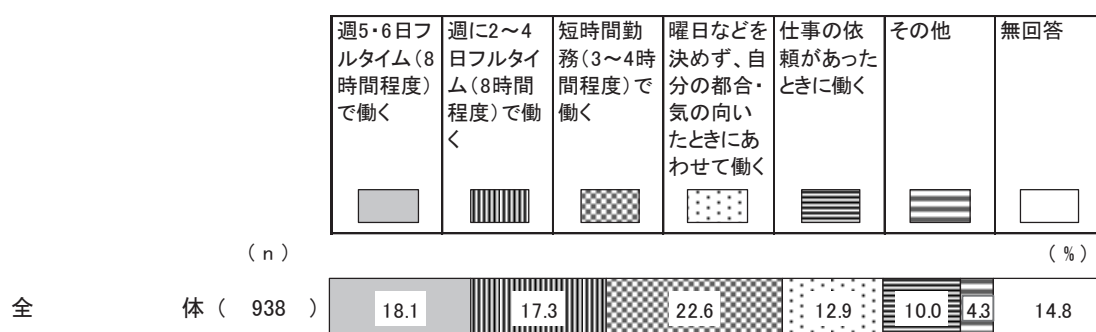 週5・6日フルタイム(8時間程度)で働く
週に2～4日フルタイム(8時間程度)で働く
短時間勤務(3～4時間程度)で働く
曜日などを決めず、自分の都合・気の向いたときにあわせて働く
仕事の依頼があったときに働く
その他
無回答
(n)
(%)
全体(938)
18.1
17.3
22.6
12.9
10.0
4.3
14.8